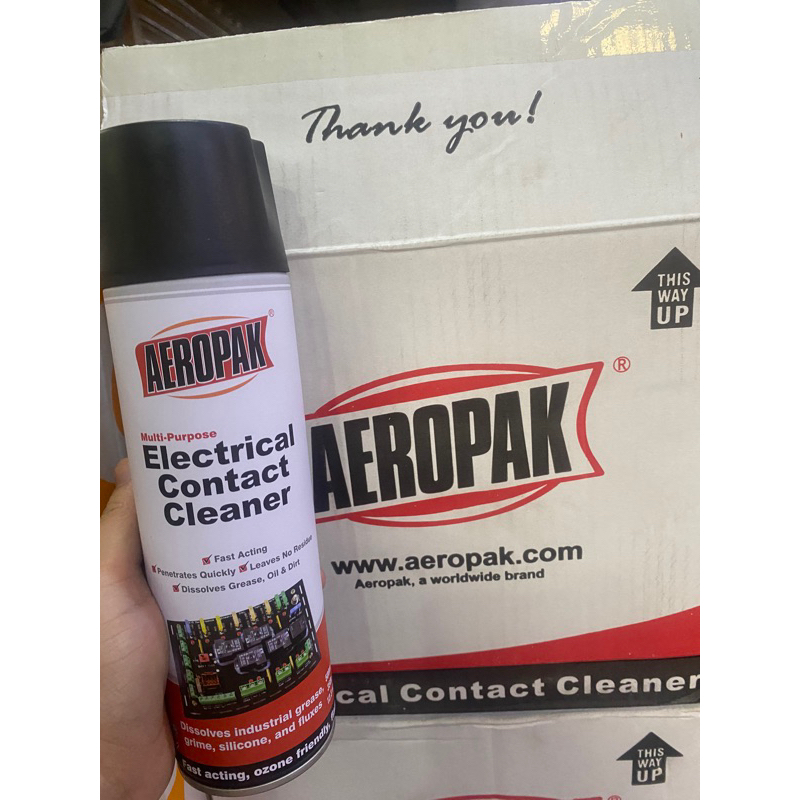 Thank you!
THIS
WAY
UP
AEROPAK®
www.aeropak.com
Aeropak, a worldwide brand
cal Contact Cleaner
THIS
WAY
UP
AEROPAK®
Multi-Purpose
Electrical
Contact
Cleaner
Fast Acting
Penetrates Quickly Leaves No Residue
Dissolves Grease, Oil & Dirt
Dissolves industrial grease,
grime, silicone, and fluxes
Fast acting, ozone friendly,